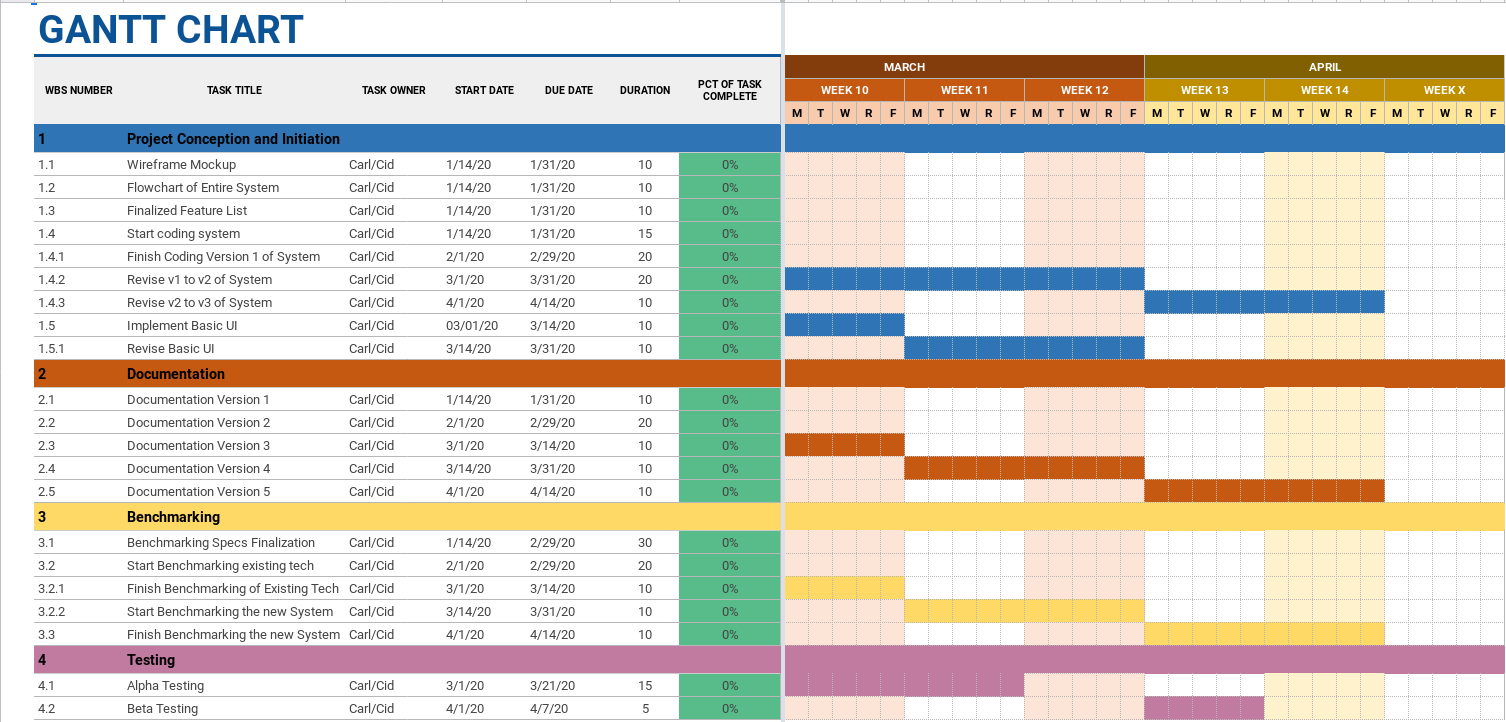 GANTT CHART
MARCH APRIL
WBS NUMBER TASK TITLE TASK OWNER START DATE DUE DATE DURATION PCT OF TASK COMPLETE WEEK 10 WEEK 11 WEEK 12 WEEK 13 WEEK 14 WEEK X
M T W R F M T W R F M T W R F M T W R F M T W R F M T W R F
1 Project Conception and Initiation
1.1 Wireframe Mockup Carl/Cid 1/14/20 1/31/20 10 0%
1.2 Flowchart of Entire System Carl/Cid 1/14/20 1/31/20 10 0%
1.3 Finalized Feature List Carl/Cid 1/14/20 1/31/20 10 0%
1.4 Start coding system Carl/Cid 1/14/20 1/31/20 15 0%
1.4.1 Finish Coding Version 1 of System Carl/Cid 2/1/20 2/29/20 20 0%
1.4.2 Revise v1 to v2 of System Carl/Cid 3/1/20 3/31/20 20 0%
1.4.3 Revise v2 to v3 of System Carl/Cid 4/1/20 4/14/20 10 0%
1.5 Implement Basic UI Carl/Cid 03/01/20 3/14/20 10 0%
1.5.1 Revise Basic UI Carl/Cid 3/14/20 3/31/20 10 0%
2 Documentation
2.1 Documentation Version 1 Carl/Cid 1/14/20 1/31/20 10 0%
2.2 Documentation Version 2 Carl/Cid 2/1/20 2/29/20 20 0%
2.3 Documentation Version 3 Carl/Cid 3/1/20 3/14/20 10 0%
2.4 Documentation Version 4 Carl/Cid 3/14/20 3/31/20 10 0%
2.5 Documentation Version 5 Carl/Cid 4/1/20 4/14/20 10 0%
3 Benchmarking
3.1 Benchmarking Specs Finalization Carl/Cid 1/14/20 2/29/20 30 0%
3.2 Start Benchmarking existing tech Carl/Cid 2/1/20 2/29/20 20 0%
3.2.1 Finish Benchmarking of Existing Tech Carl/Cid 3/1/20 3/14/20 10 0%
3.2.2 Start Benchmarking the new System Carl/Cid 3/14/20 3/31/20 10 0%
3.3 Finish Benchmarking the new System Carl/Cid 4/1/20 4/14/20 10 0%
4 Testing
4.1 Alpha Testing Carl/Cid 3/1/20 3/21/20 15 0%
4.2 Beta Testing Carl/Cid 4/1/20 4/7/20 5 0%